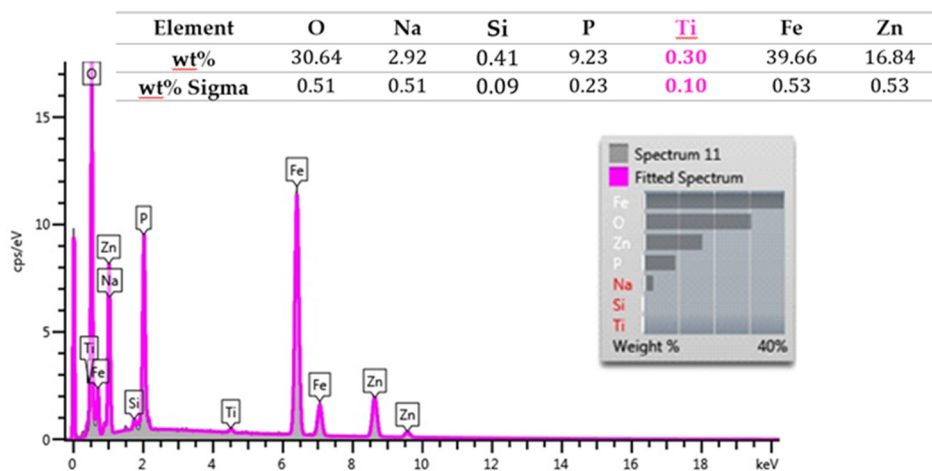 Element O Na Si P Ti Fe Zn
wt% 30.64 2.92 0.41 9.23 0.30 39.66 16.84
wt% Sigma 0.51 0.51 0.09 0.23 0.10 0.53 0.53
O
15
Spectrum 11
Fitted Spectrum
Fe
Fe
O
P
10
Zn
Zn
P
cps/eV
Na
Na
Si
Ti
Weight % 40%
5
Ti
Fe
Si
Ti
Fe
Zn
Zn
0
0 2 4 6 8 10 12 14 16 18 keV